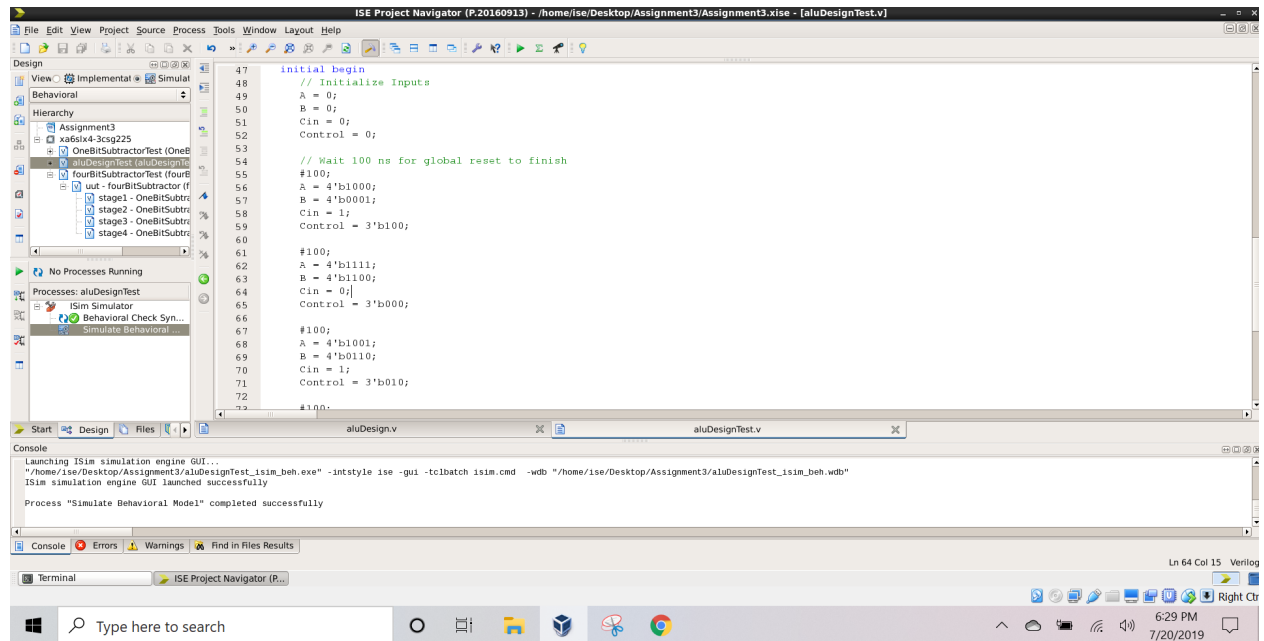 ISE Project Navigator (P.20160913) - /home/ise/Desktop/Assignment3/Assignment3.xise - [aluDesignTest.v]
File Edit View Project Source Process Tools Window Layout Help
Design
View: Implementat Simulat
Behavioral
Hierarchy
Assignment3
xa6slx4-3csg225
OneBitSubtractorTest (OneB
aluDesignTest (aluDesignTe
fourBitSubtractorTest (fourB
uut - fourBitSubtractor (f
stage1 - OneBitSubtra
stage2 - OneBitSubtra
stage3 - OneBitSubtra
stage4 - OneBitSubtra
No Processes Running
Processes: aluDesignTest
ISim Simulator
Behavioral Check Syn...
Simulate Behavioral ...
47 initial begin
48 // Initialize Inputs
49 A = 0;
50 B = 0;
51 Cin = 0;
52 Control = 0;
53
54 // Wait 100 ns for global reset to finish
55 #100;
56 A = 4'b1000;
57 B = 4'b0001;
58 Cin = 1;
59 Control = 3'b100;
60
61 #100;
62 A = 4'b1111;
63 B = 4'b1100;
64 Cin = 0;
65 Control = 3'b000;
66
67 #100;
68 A = 4'b1001;
69 B = 4'b0110;
70 Cin = 1;
71 Control = 3'b010;
72
73 #100;
Start Design Files
aluDesign.v aluDesignTest.v
Console
Launching ISim simulation engine GUI...
"/home/ise/Desktop/Assignment3/aluDesignTest_isim_beh.exe" -intstyle ise -gui -tclbatch isim.cmd -wdb "/home/ise/Desktop/Assignment3/aluDesignTest_isim_beh.wdb"
ISim simulation engine GUI launched successfully
Process "Simulate Behavioral Model" completed successfully
Console Errors Warnings Find in Files Results
Ln 64 Col 15 Verilog
Terminal ISE Project Navigator (P...
Right Ctr
Type here to search
6:29 PM
7/20/2019